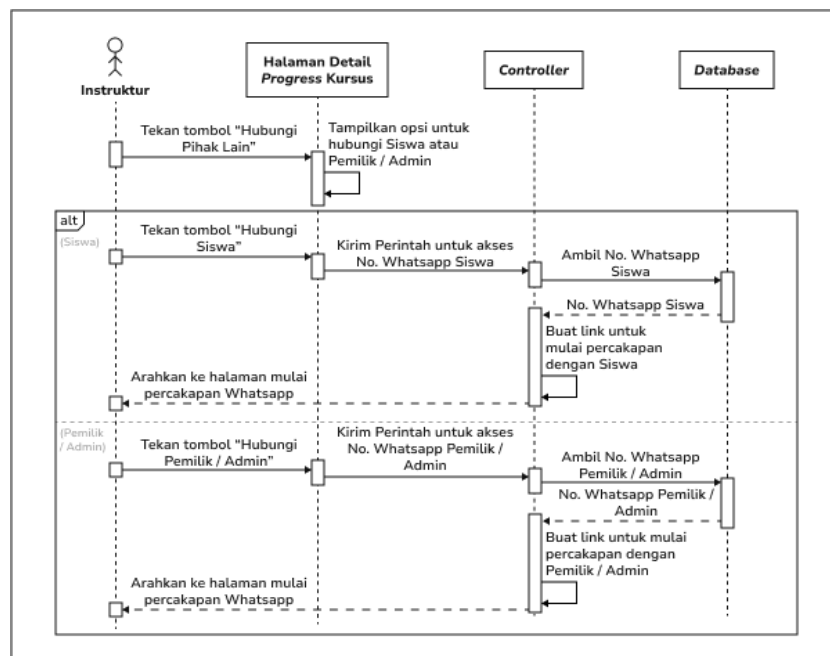 Instruktur
Halaman Detail
Progress Kursus
Controller
Database
Tekan tombol “Hubungi
Pihak Lain”
Tampilkan opsi untuk
hubungi Siswa atau
Pemilik / Admin
alt
(Siswa)
Tekan tombol “Hubungi
Siswa”
Kirim Perintah untuk akses
No. Whatsapp Siswa
Ambil No. Whatsapp
Siswa
No. Whatsapp Siswa
Buat link untuk
mulai percakapan
dengan Siswa
Arahkan ke halaman mulai
percakapan Whatsapp
(Pemilik
/ Admin)
Tekan tombol “Hubungi
Pemilik / Admin”
Kirim Perintah untuk akses
No. Whatsapp Pemilik /
Admin
Ambil No. Whatsapp
Pemilik / Admin
No. Whatsapp Pemilik /
Admin
Buat link untuk mulai
percakapan dengan
Pemilik / Admin
Arahkan ke halaman mulai
percakapan Whatsapp